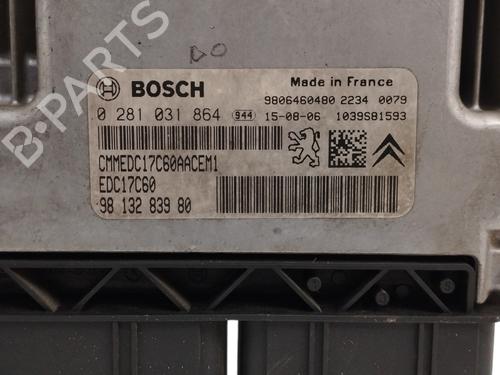 DO
BOSCH
Made in France
9806460480 2234 0079
0 281 031 864 944 15-08-06 1039S81593
CMMEDC17C60AACEM1
EDC17C60
98 132 839 80